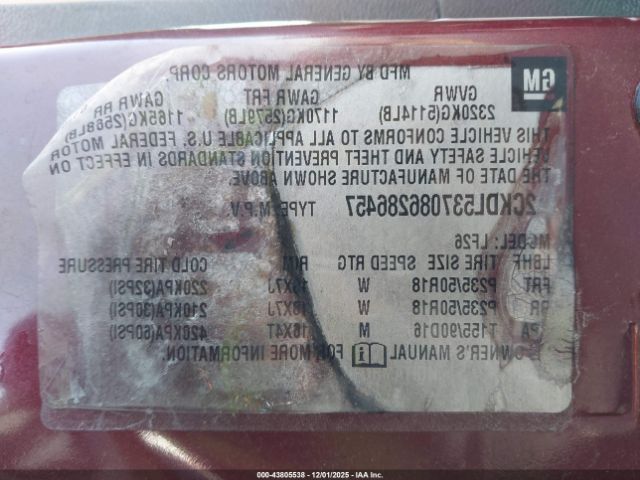 GM
MFD BY GENERAL MOTORS CORP
GVWR GAWR FRT GAWR RR
2320KG(5114LB) 1170KG(2579LB) 1165KG(2568LB)
THIS VEHICLE CONFORMS TO ALL APPLICABLE U.S. FEDERAL MOTOR
VEHICLE SAFETY AND THEFT PREVENTION STANDARDS IN EFFECT ON
THE DATE OF MANUFACTURE SHOWN ABOVE.
2CKDL537086286457 TYPE: M.P.V.
MODEL: LF26
LBHF TIRE SIZE SPEED RTG RIM COLD TIRE PRESSURE
FRT P235/50R18 W 18X7J 220KPA(32PSI)
RR P235/50R18 W 18X7J 210KPA(30PSI)
PA T155/90D16 M 16X4T 420KPA(60PSI)
OWNER'S MANUAL FOR MORE INFORMATION
000-43805538 - 12/01/2025 - IAA Inc.